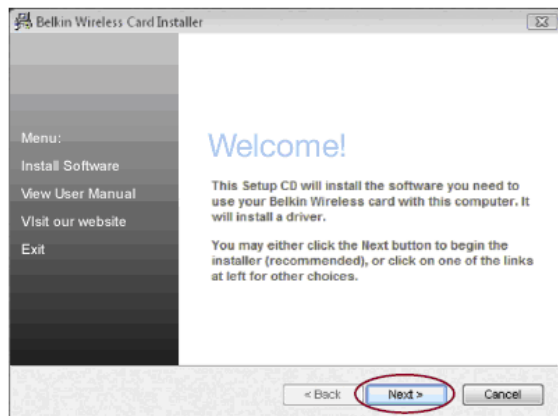 Belkin Wireless Card Installer
Menu:
Install Software
View User Manual
VIsit our website
Exit
Welcome!
This Setup CD will install the software you need to
use your Belkin Wireless card with this computer. It
will install a driver.
You may either click the Next button to begin the
installer (recommended), or click on one of the links
at left for other choices.
< Back
Next >
Cancel